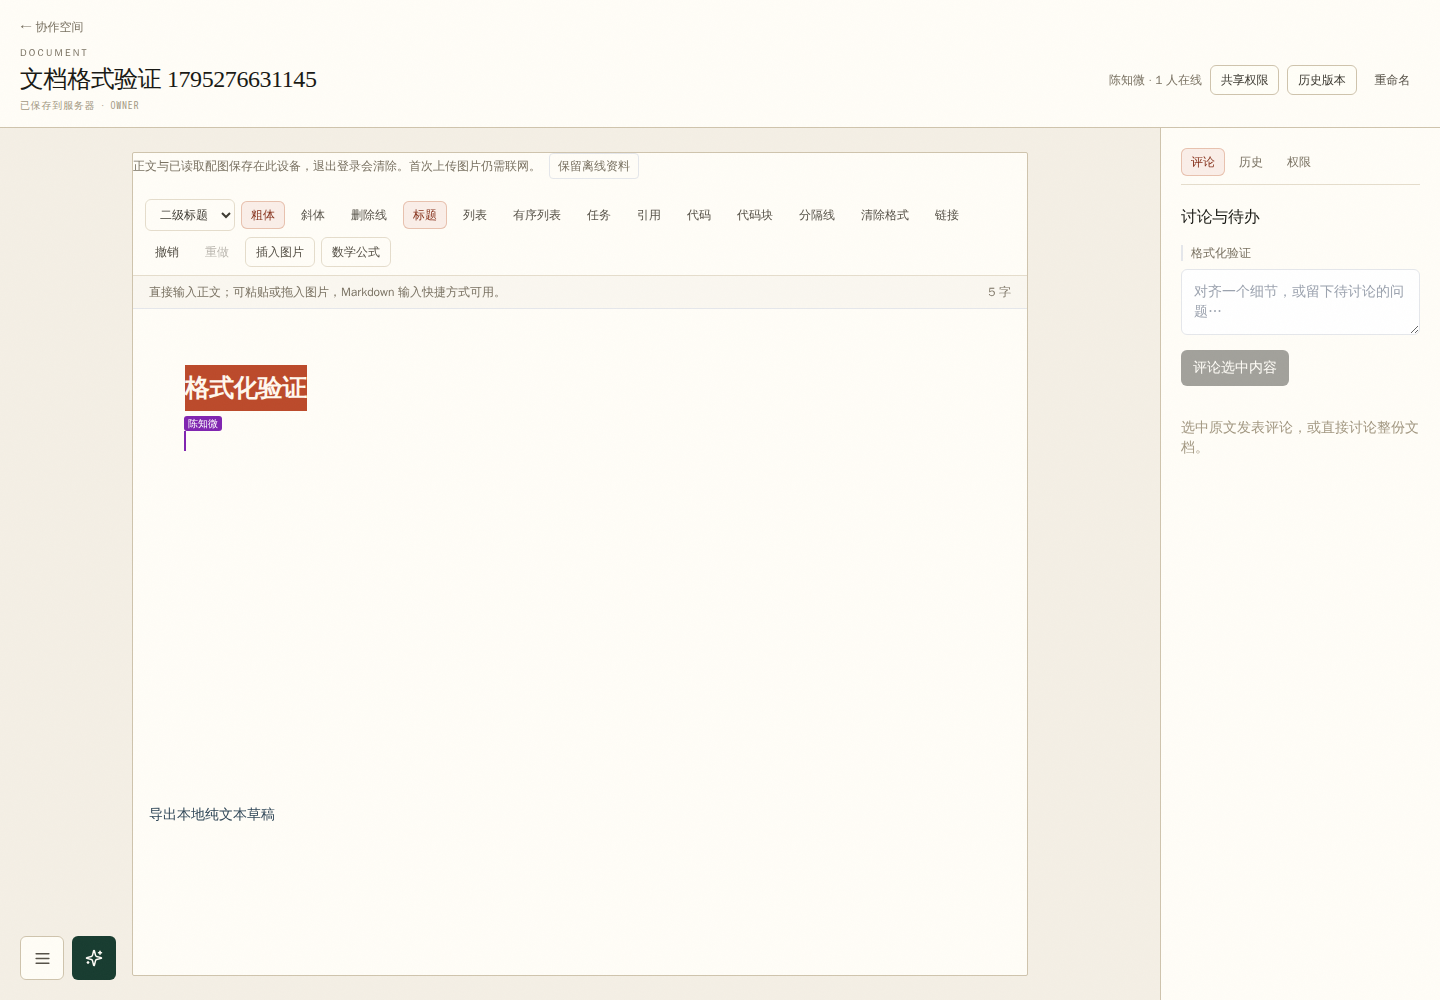 ← 协作空间
DOCUMENT
文档格式验证 1795276631145
已保存到服务器 · OWNER
陈知微 · 1 人在线
共享权限
历史版本
重命名
正文与已读取配图保存在此设备，退出登录会清除。首次上传图片仍需联网。
保留离线资料
二级标题 粗体 斜体 删除线 标题 列表 有序列表 任务 引用 代码 代码块 分隔线 清除格式 链接
撤销 重做 插入图片 数学公式
直接输入正文；可粘贴或拖入图片，Markdown 输入快捷方式可用。
5 字
格式化验证
陈知微
导出本地纯文本草稿
评论 历史 权限
讨论与待办
格式化验证
对齐一个细节，或留下待讨论的问
题…
评论选中内容
选中原文发表评论，或直接讨论整份文
档。